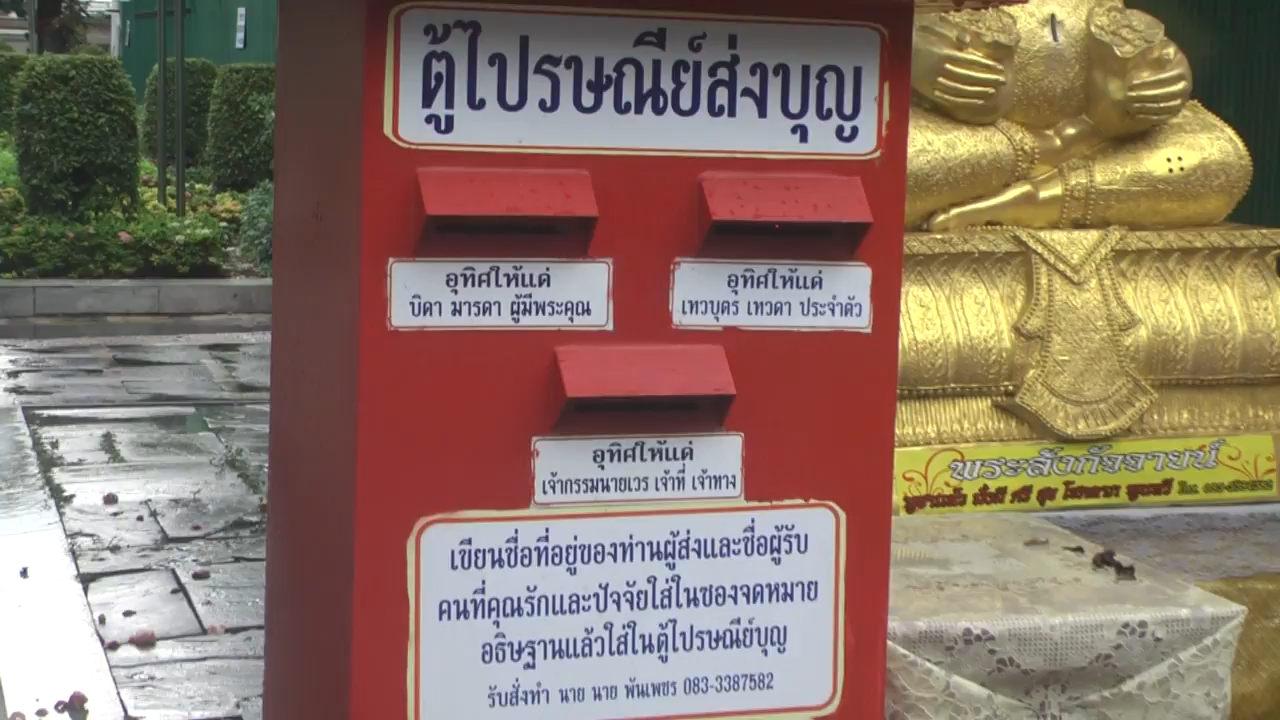 ตู้ไปรษณีย์ส่งบุญ
อุทิศให้แด่
บิดา มารดา ผู้มีพระคุณ
อุทิศให้แด่
เทวบุตร เทวดา ประจำตัว
อุทิศให้แด่
เจ้ากรรมนายเวร เจ้าที่ เจ้าทาง
เขียนชื่อที่อยู่ของท่านผู้ส่งและชื่อผู้รับ
คนที่คุณรักและปัจจัยใส่ในซองจดหมาย
อธิษฐานแล้วใส่ในตู้ไปรษณีย์บุญ
รับสั่งทำ นาย นาย พันเพชร 083-3387582
พระสังกัจจายน์